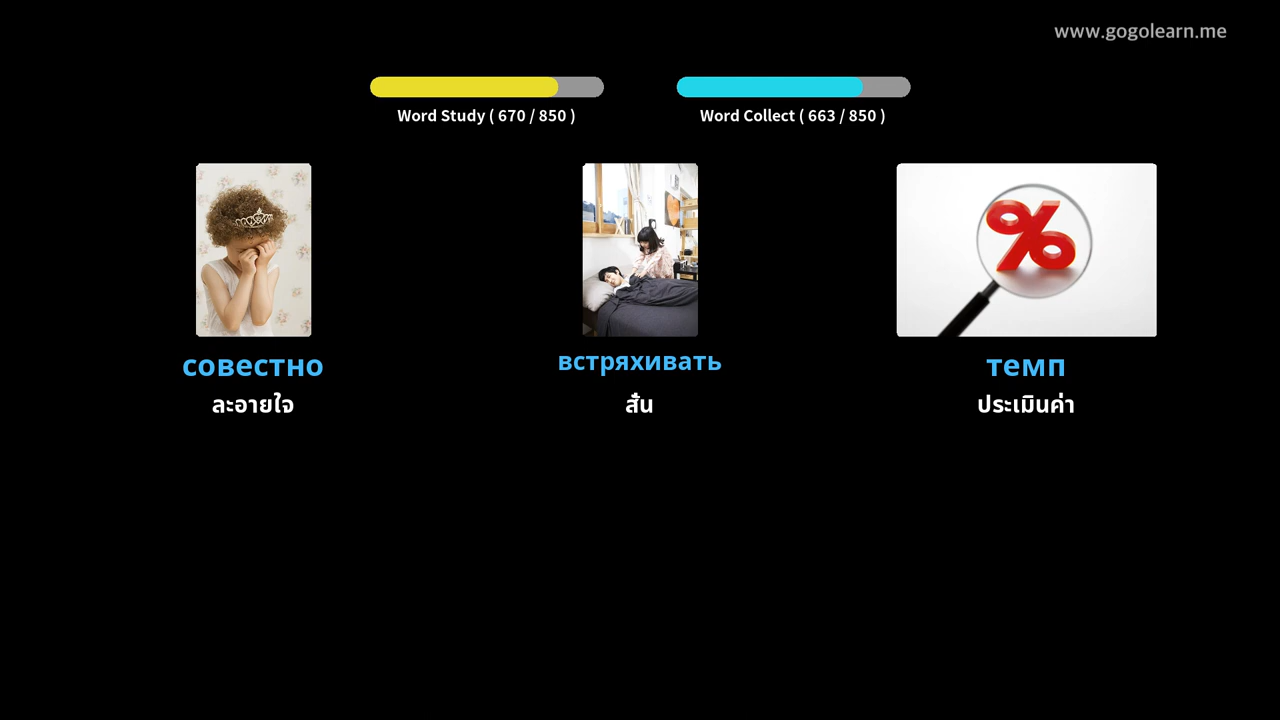 www.gogolearn.me
Word Study ( 670 / 850 )
Word Collect ( 663 / 850 )
совестно
встряхивать
темп
ละอายใจ
สั่น
ประเมินค่า